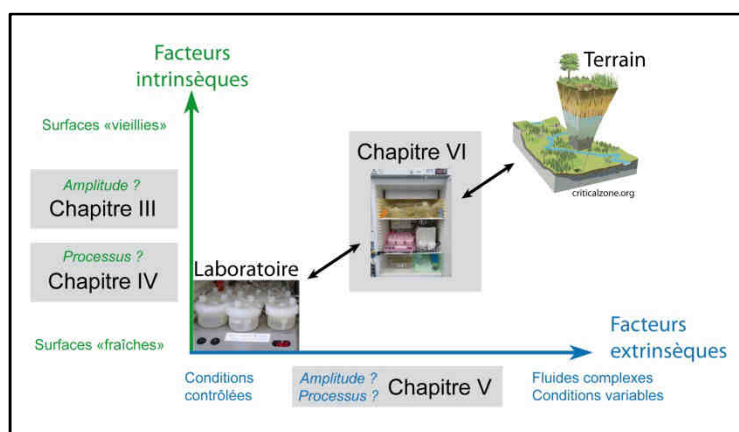 Facteurs
intrinsèques
Terrain
Surfaces «vieillies»
Chapitre VI
criticalzone.org
Amplitude ?
Chapitre III
Processus ?
Chapitre IV
Laboratoire
Surfaces «fraîches»
Facteurs
extrinsèques
Conditions
contrôlées
Amplitude ?
Processus ?
Chapitre V
Fluides complexes
Conditions variables